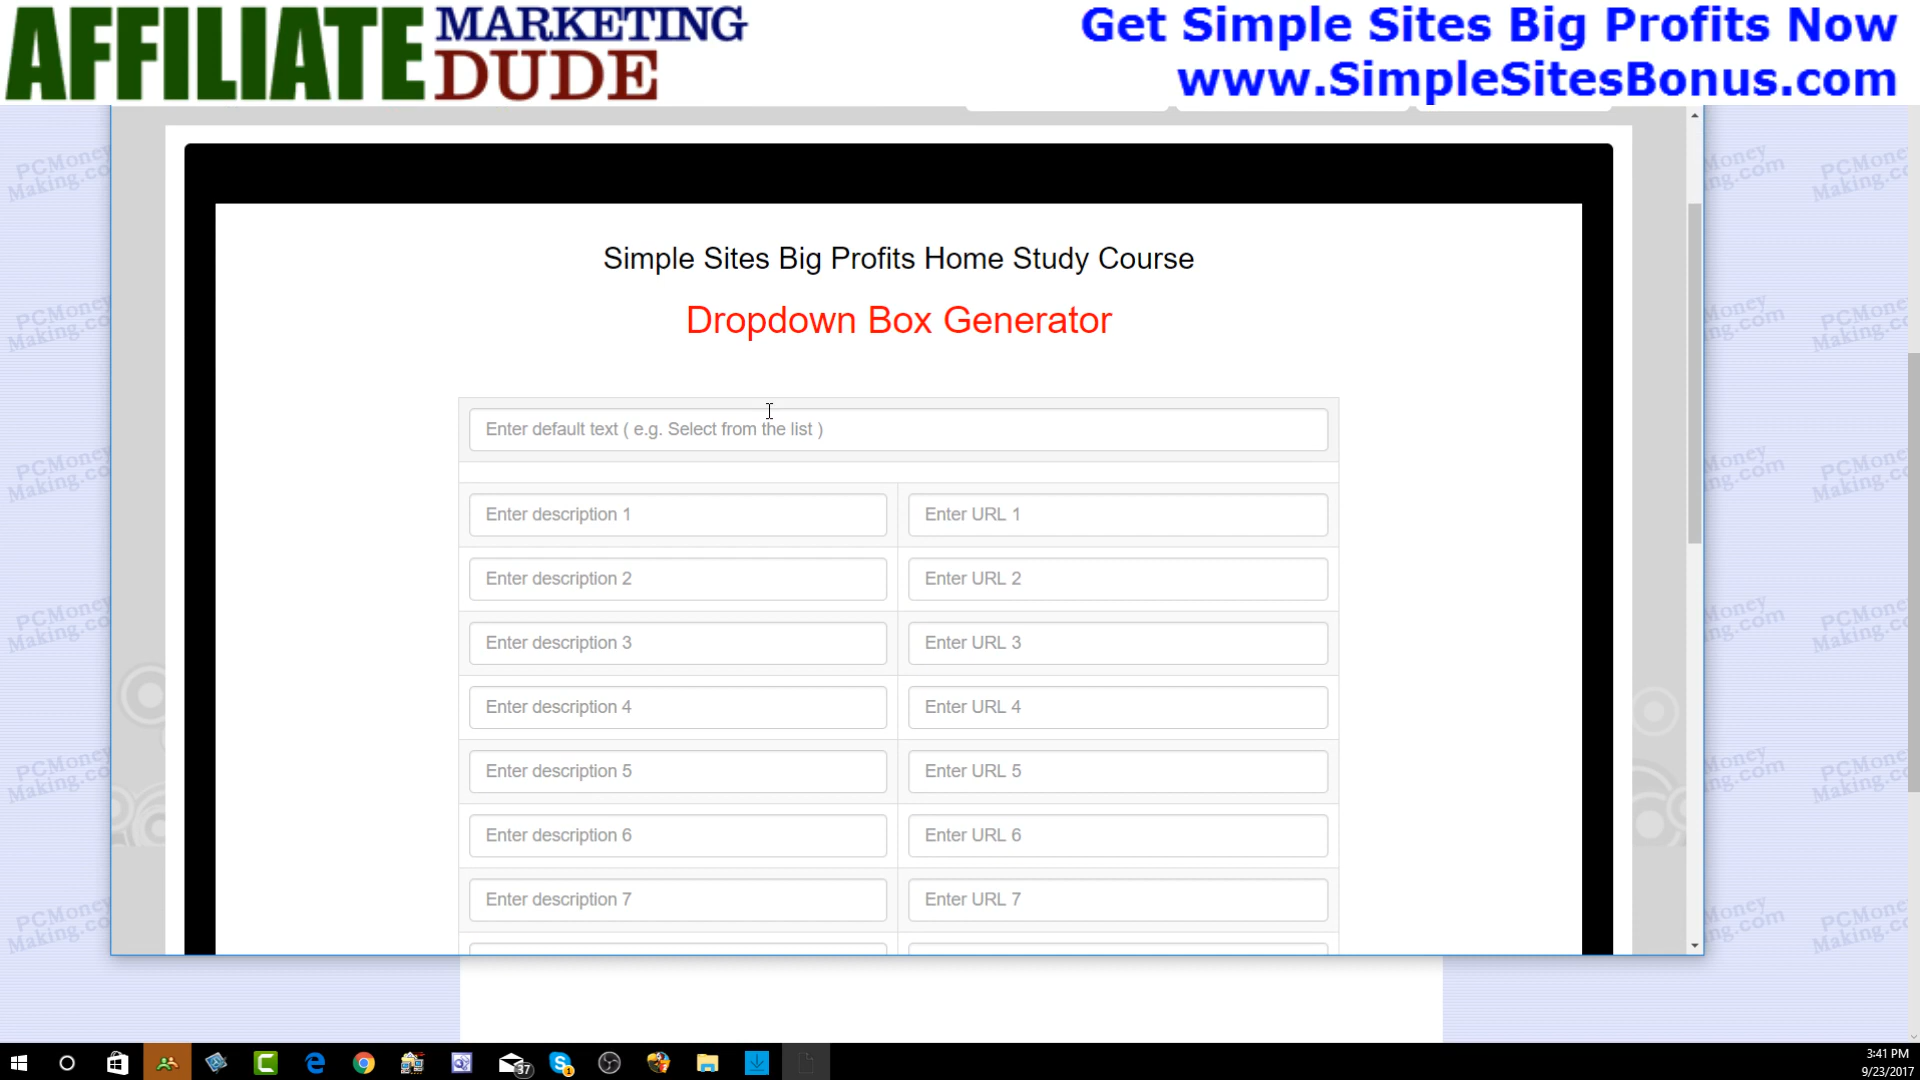 AFFILIATE MARKETING DUDE
Get Simple Sites Big Profits Now
www.SimpleSitesBonus.com
Simple Sites Big Profits Home Study Course
Dropdown Box Generator
Enter default text ( e.g. Select from the list )
Enter description 1
Enter URL 1
Enter description 2
Enter URL 2
Enter description 3
Enter URL 3
Enter description 4
Enter URL 4
Enter description 5
Enter URL 5
Enter description 6
Enter URL 6
Enter description 7
Enter URL 7
37
1
3:41 PM
9/23/2017